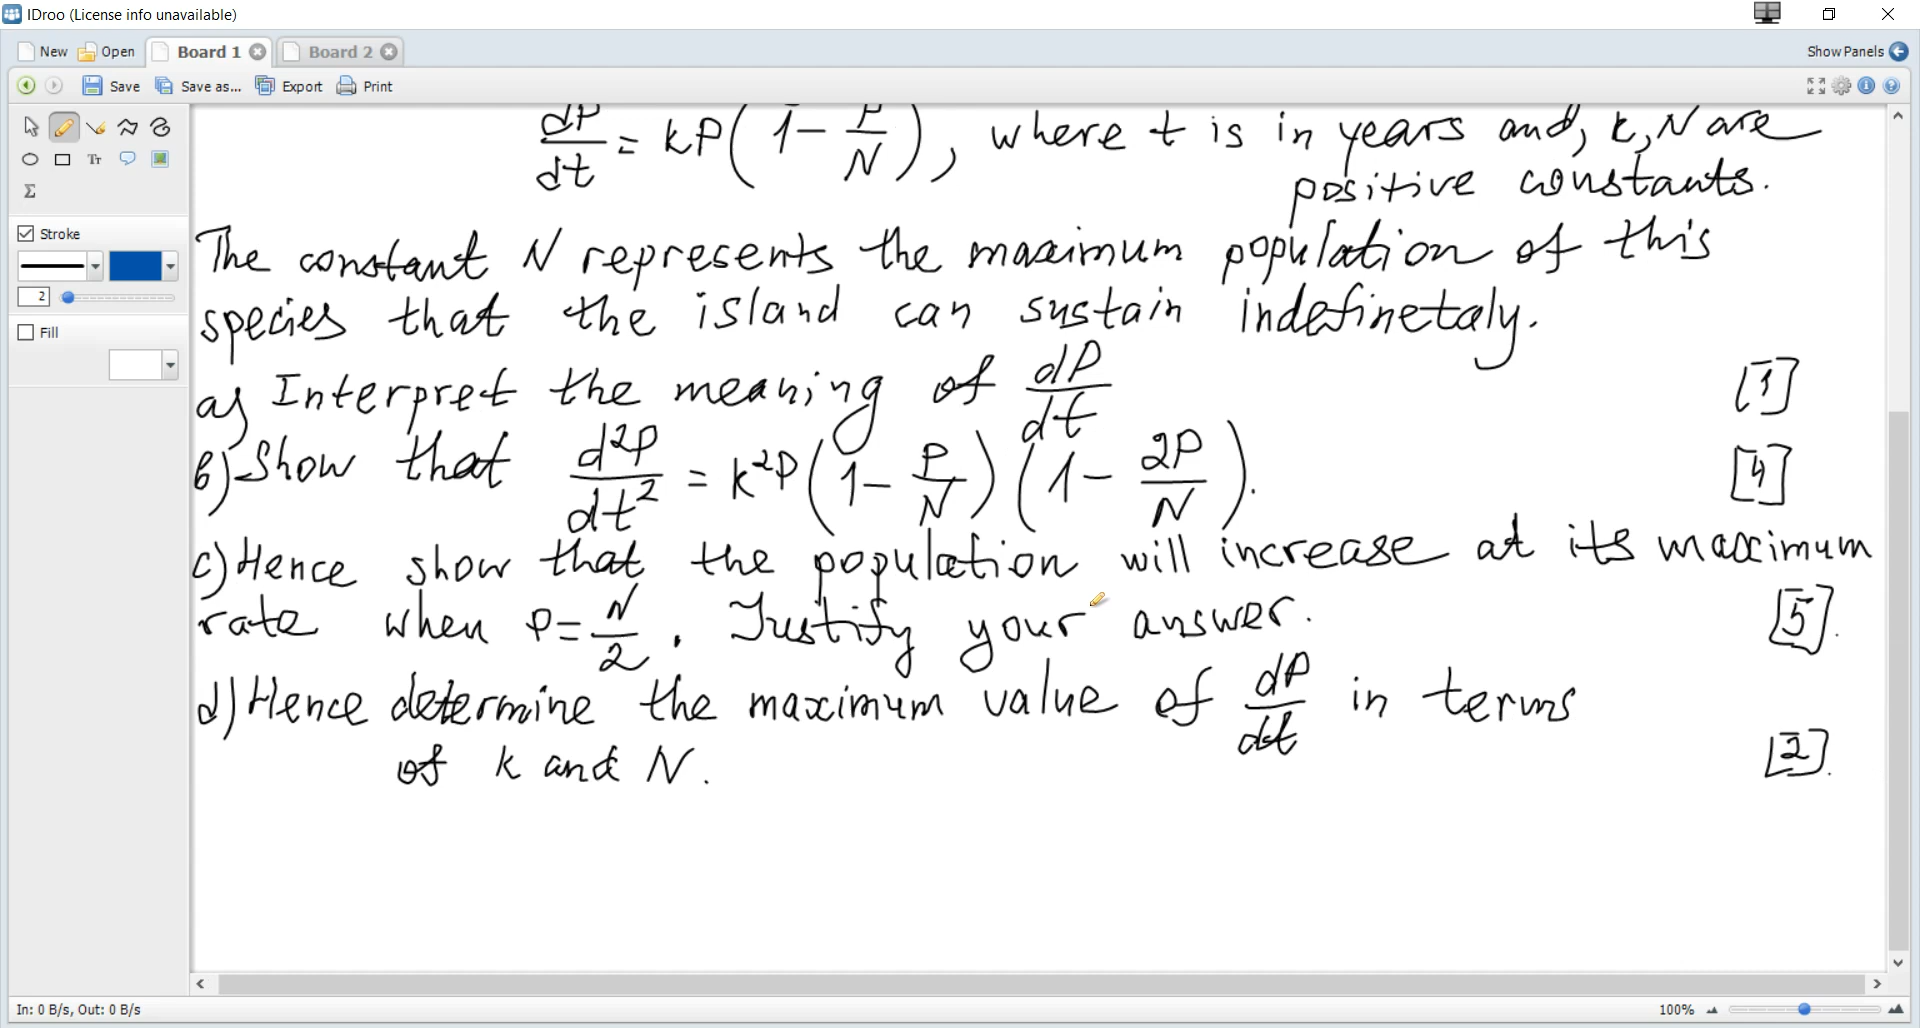 IDroo (License info unavailable)
New Open Board 1 Board 2 Show Panels
Save Save as... Export Print
dP/dt = kP(1 - P/N), where t is in years and, k, N are
positive constants.
The constant N represents the maximum population of this
species that the island can sustain indefinetaly.
a) Interpret the meaning of dP/dt [1]
b) Show that d²P/dt² = k²P(1 - P/N)(1 - 2P/N). [4]
c) Hence show that the population will increase at its maximum
rate when P = N/2. Justify your answer. [5].
d) Hence determine the maximum value of dP/dt in terms
of k and N. [2].
Tr
Σ
Stroke
2
Fill
In: 0 B/s, Out: 0 B/s 100%